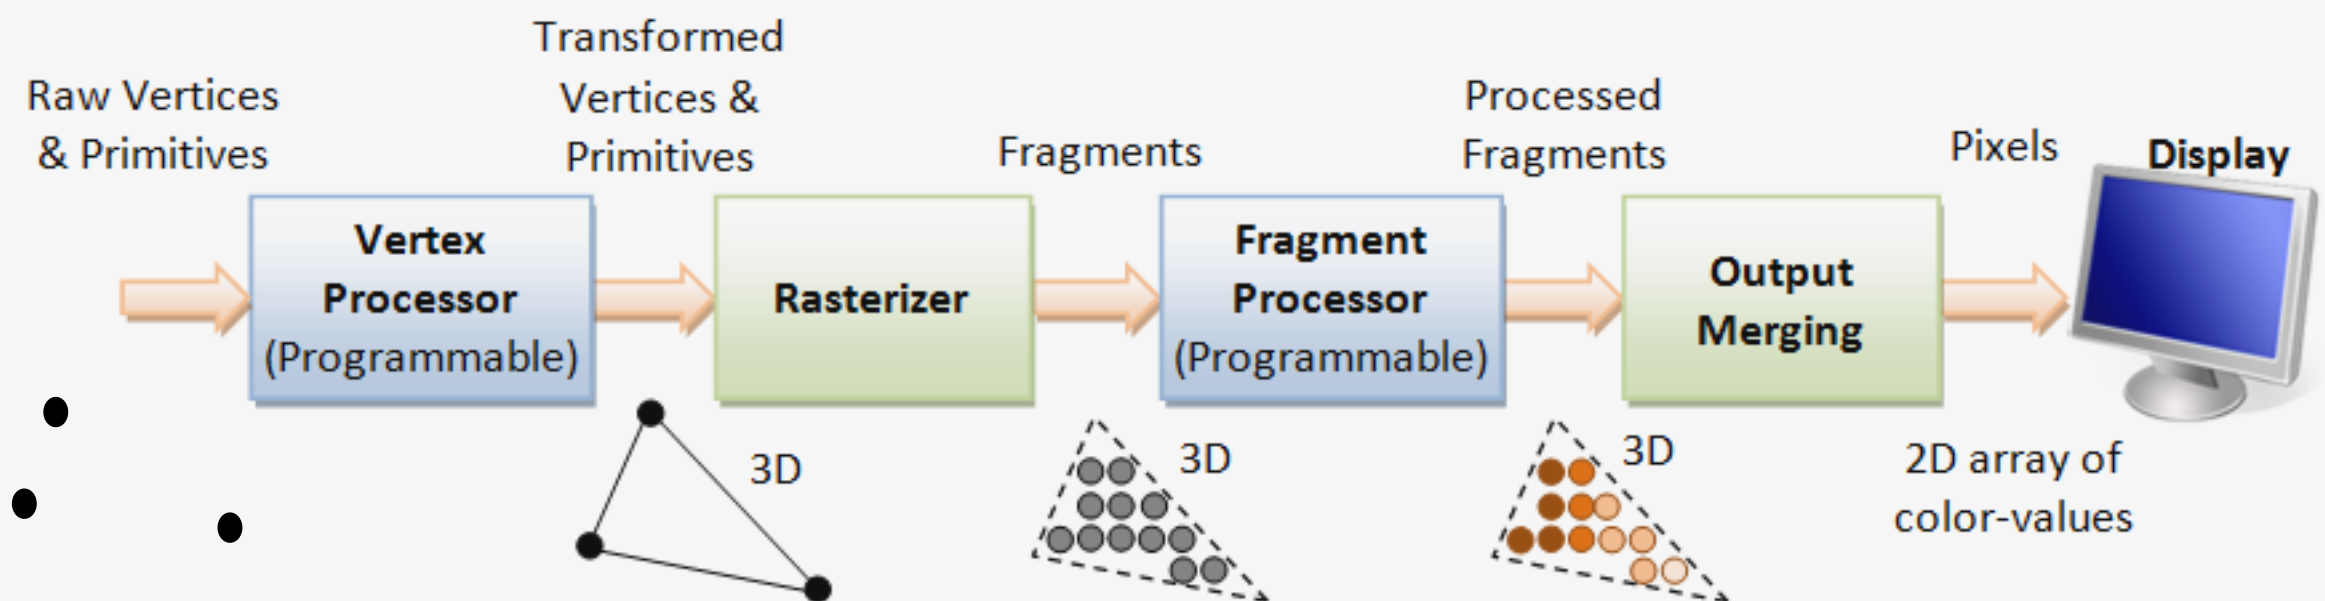 Raw Vertices
& Primitives
Transformed
Vertices &
Primitives
Fragments
Processed
Fragments
Pixels
Display
Vertex
Processor
(Programmable)
Rasterizer
Fragment
Processor
(Programmable)
Output
Merging
3D
3D
3D
2D array of
color-values